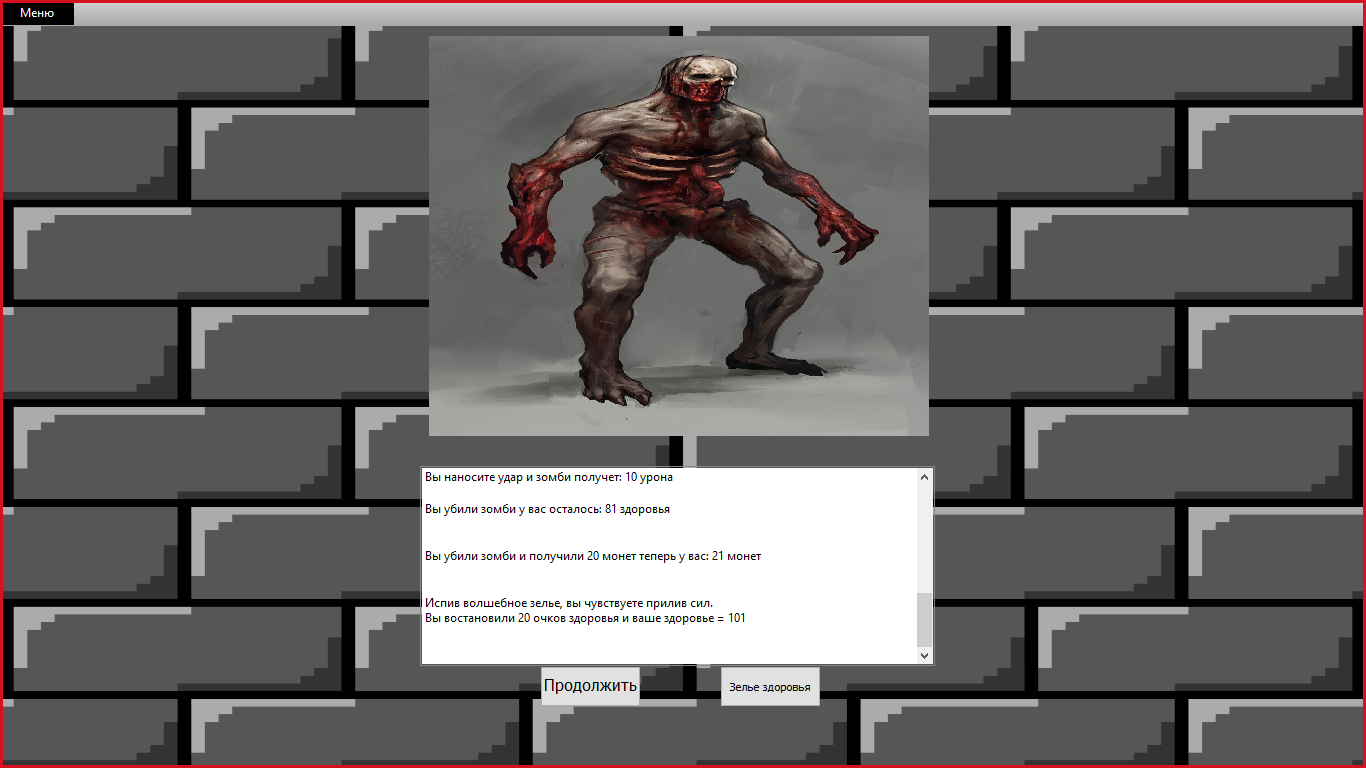 Меню
Вы наносите удар и зомби получет: 10 урона
Вы убили зомби у вас осталось: 81 здоровья
Вы убили зомби и получили 20 монет теперь у вас: 21 монет
Испив волшебное зелье, вы чувствуете прилив сил.
Вы востановили 20 очков здоровья и ваше здоровье = 101
Продолжить
Зелье здоровья